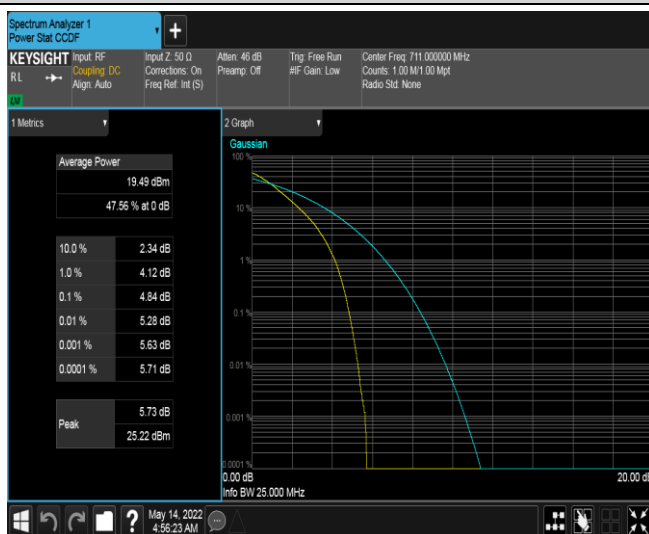 Spectrum Analyzer 1
Power Stat CCDF
KEYSIGHT
RL
Input: RF
Coupling: DC
Align: Auto
Input Z: 50 Ω
Corrections: On
Freq Ref: Int (S)
Atten: 46 dB
Preamp: Off
Trig: Free Run
#IF Gain: Low
Center Freq: 711.000000 MHz
Counts: 1.00 M/1.00 Mpt
Radio Std: None
1 Metrics
Average Power
19.49 dBm
47.56 % at 0 dB
10.0 % 2.34 dB
1.0 % 4.12 dB
0.1 % 4.84 dB
0.01 % 5.28 dB
0.001 % 5.63 dB
0.0001 % 5.71 dB
Peak
5.73 dB
25.22 dBm
2 Graph
Gaussian
100 %
10 %
1 %
0.1 %
0.01 %
0.001 %
0.0001 %
0.00 dB
20.00 dB
Info BW 25.000 MHz
May 14, 2022
4:56:23 AM